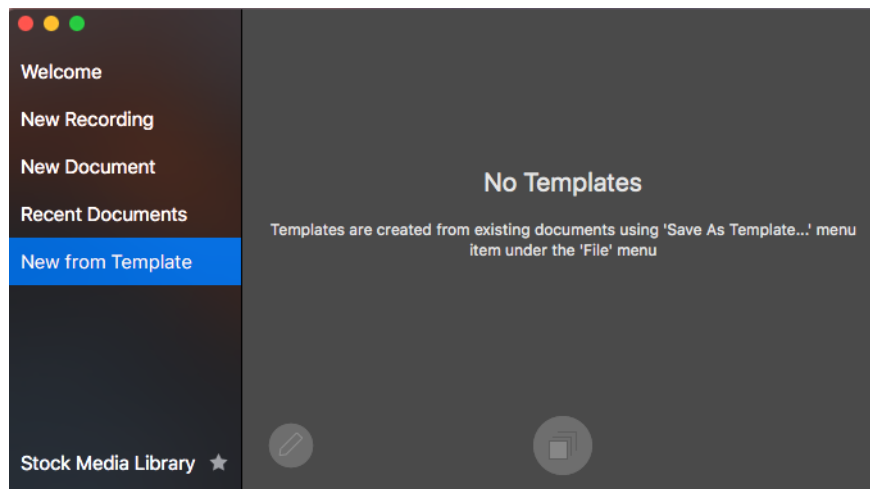 Welcome
New Recording
New Document
Recent Documents
New from Template
Stock Media Library
No Templates
Templates are created from existing documents using 'Save As Template...' menu
item under the 'File' menu